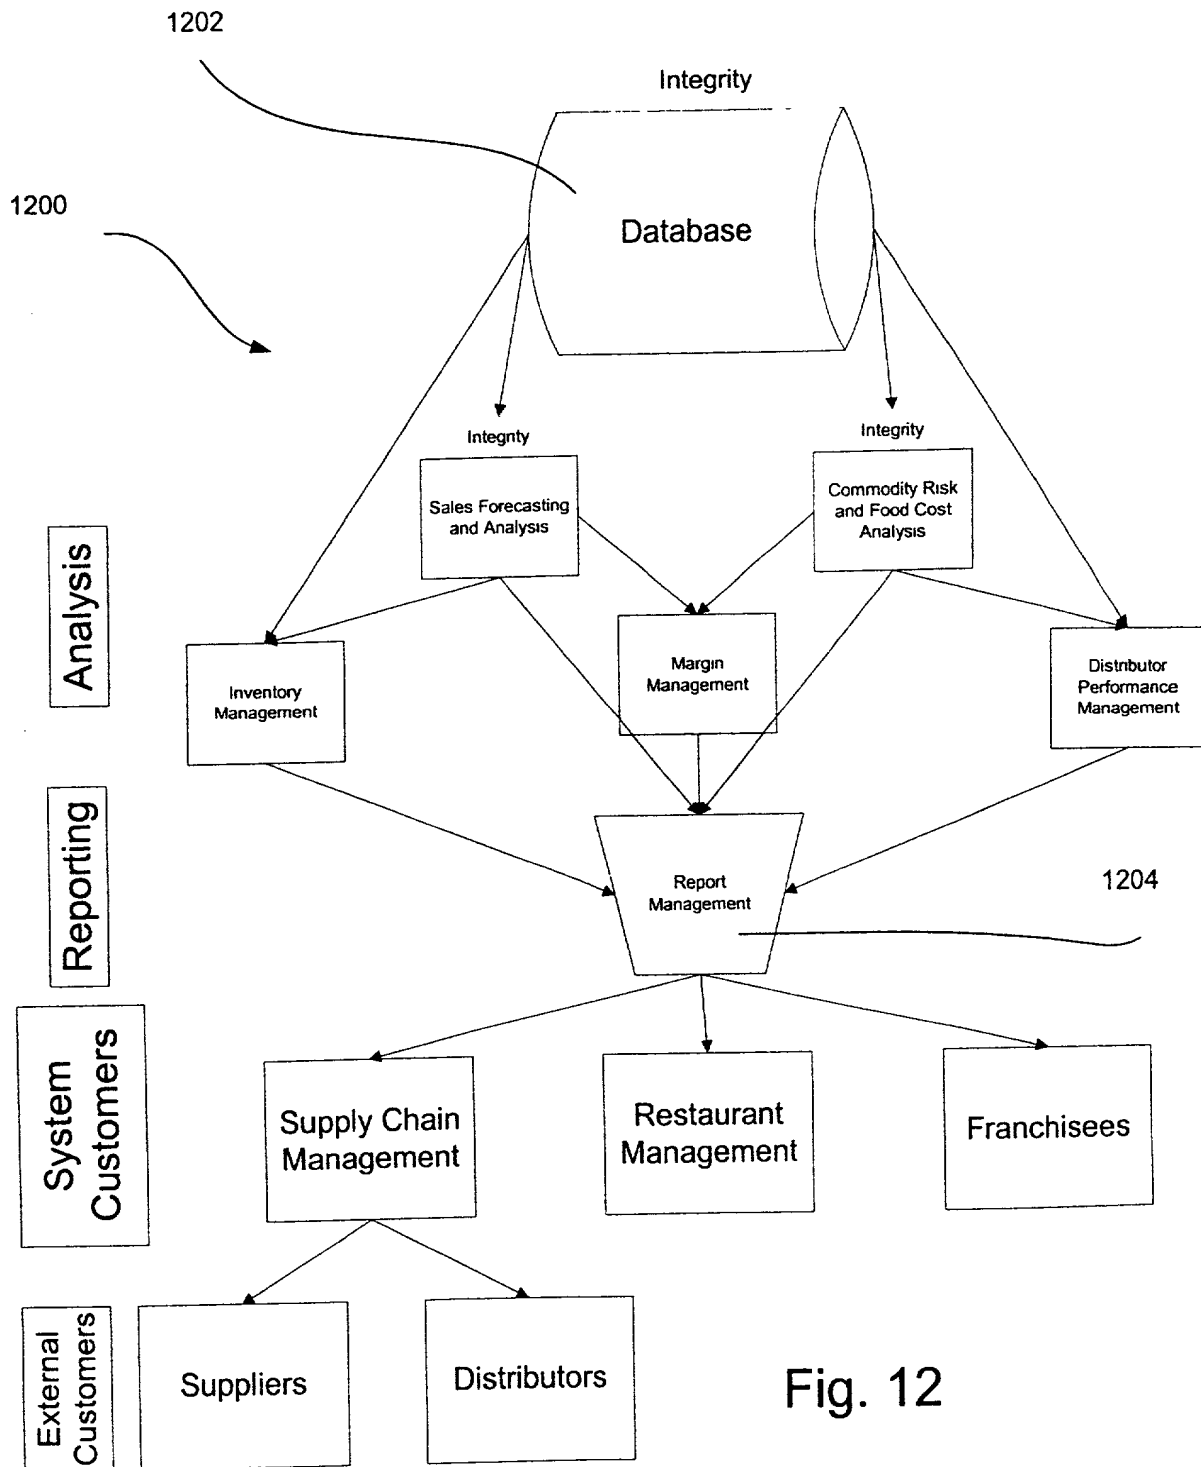 1202
Integrity
1200
Database
Integrity
Integrity
Sales Forecasting
and Analysis
Commodity Risk
and Food Cost
Analysis
Analysis
Inventory
Management
Margin
Management
Distributor
Performance
Management
Reporting
Report
Management
1204
System
Customers
Supply Chain
Management
Restaurant
Management
Franchisees
External
Customers
Suppliers
Distributors
Fig. 12